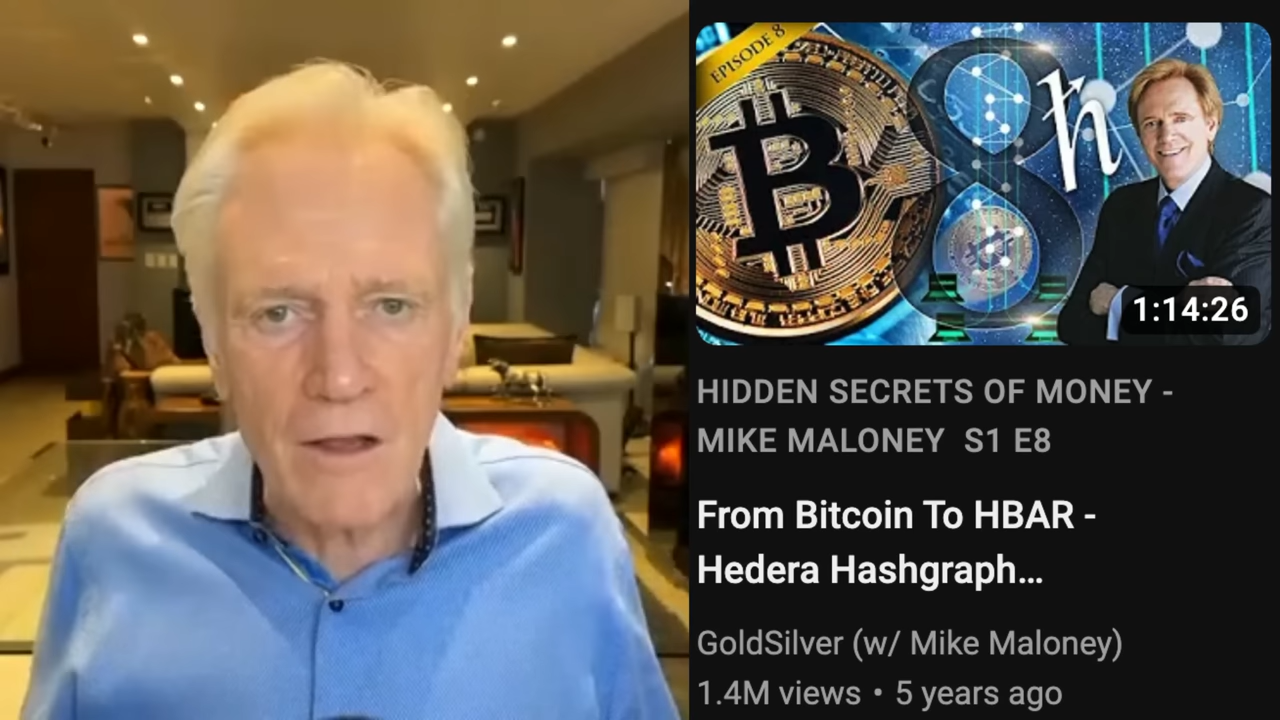 EPISODE 8
1:14:26
HIDDEN SECRETS OF MONEY -
MIKE MALONEY S1 E8
From Bitcoin To HBAR -
Hedera Hashgraph...
GoldSilver (w/ Mike Maloney)
1.4M views • 5 years ago